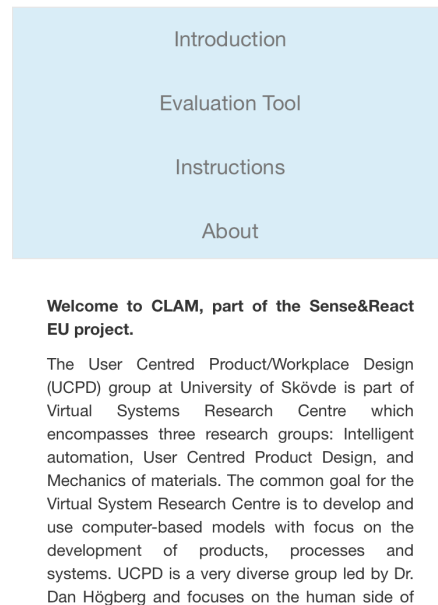 Introduction
Evaluation Tool
Instructions
About
Welcome to CLAM, part of the Sense&React
EU project.
The User Centred Product/Workplace Design
(UCPD) group at University of Skövde is part of
Virtual Systems Research Centre which
encompasses three research groups: Intelligent
automation, User Centred Product Design, and
Mechanics of materials. The common goal for the
Virtual System Research Centre is to develop and
use computer-based models with focus on the
development of products, processes and
systems. UCPD is a very diverse group led by Dr.
Dan Högberg and focuses on the human side of